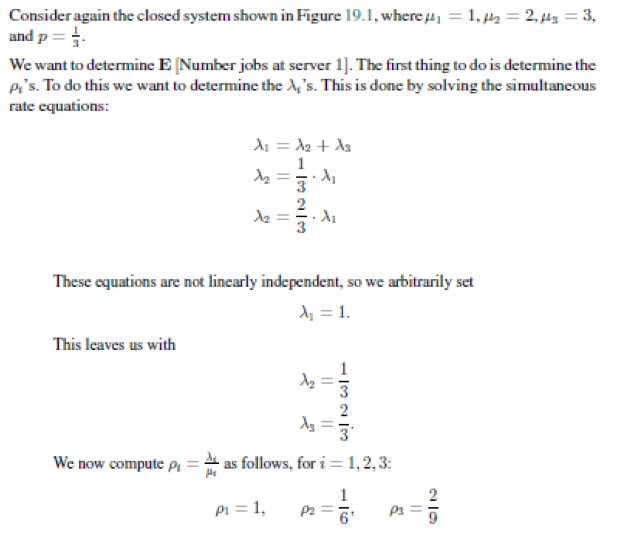 Consider again the closed system shown in Figure 19.1, where μ₁ = 1, μ₂ = 2, μ₃ = 3,
and p = 1/3.
We want to determine E [Number jobs at server 1]. The first thing to do is determine the
ρᵢ's. To do this we want to determine the λᵢ's. This is done by solving the simultaneous
rate equations:
λ₁ = λ₂ + λ₃
λ₂ = 1/3 · λ₁
λ₂ = 2/3 · λ₁
These equations are not linearly independent, so we arbitrarily set
λ₁ = 1.
This leaves us with
λ₂ = 1/3
λ₃ = 2/3.
We now compute ρᵢ = λᵢ/μᵢ as follows, for i = 1, 2, 3:
ρ₁ = 1, ρ₂ = 1/6, ρ₃ = 2/9